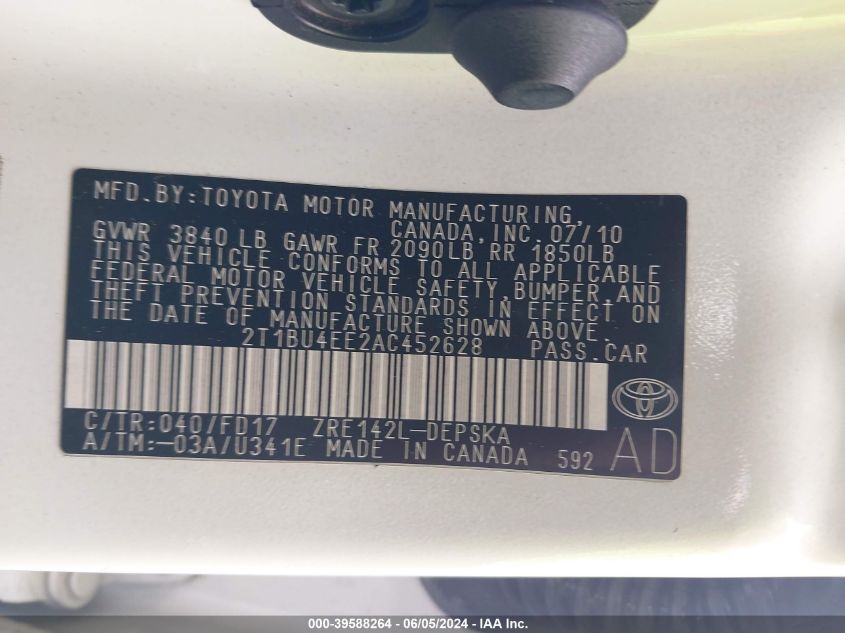 MFD.BY:TOYOTA MOTOR MANUFACTURING,
CANADA,INC. 07/10
GVWR 3840 LB GAWR FR 2090LB RR 1850LB
THIS VEHICLE CONFORMS TO ALL APPLICABLE
FEDERAL MOTOR VEHICLE SAFETY,BUMPER,AND
THEFT PREVENTION STANDARDS IN EFFECT ON
THE DATE OF MANUFACTURE SHOWN ABOVE.
2T1BU4EE2AC452628 PASS.CAR
C/TR:040/FD17 ZRE142L-DEPSKA
A/TM:-03A/U341E MADE IN CANADA 592 AD
000-39588264 - 06/05/2024 - IAA Inc.